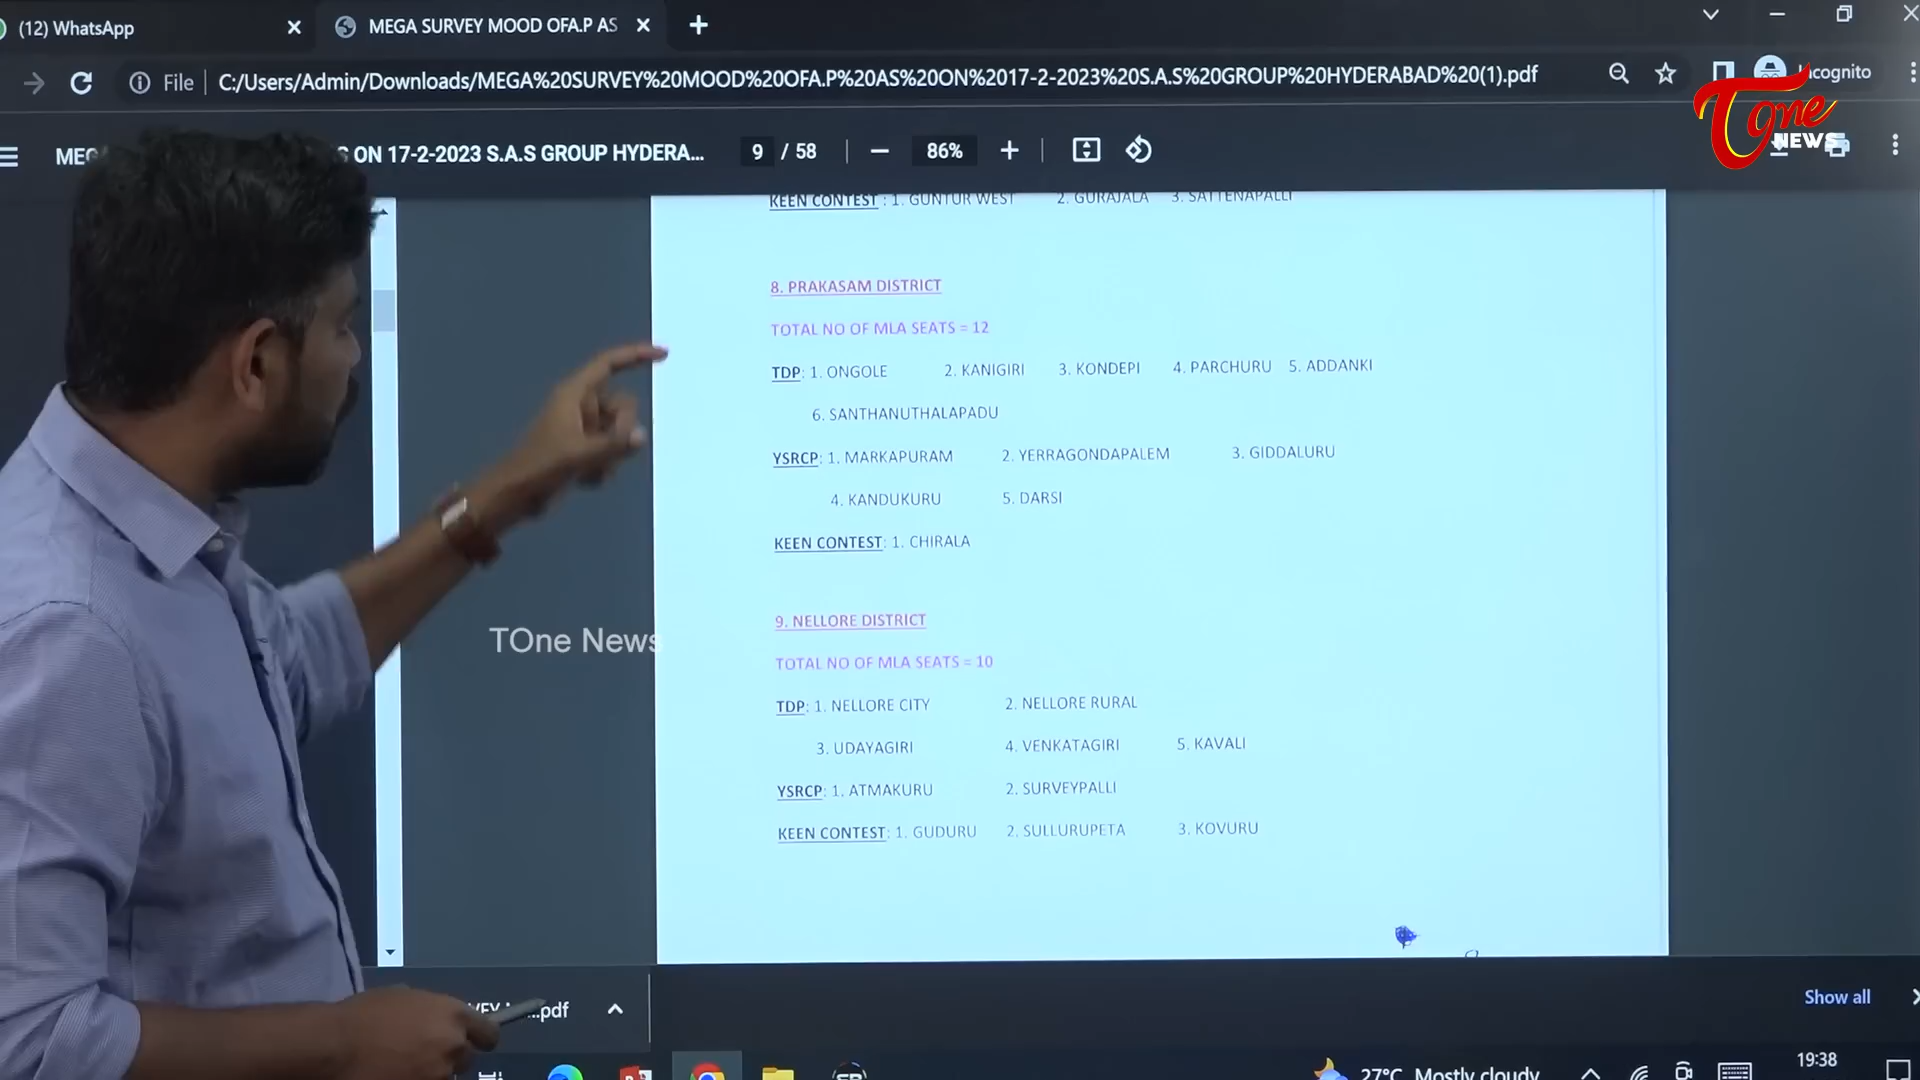 (12) WhatsApp
MEGA SURVEY MOOD OFA.P AS
File
C:/Users/Admin/Downloads/MEGA%20SURVEY%20MOOD%20OFA.P%20AS%20ON%2017-2-2023%20S.A.S%20GROUP%20HYDERABAD%20(1).pdf
Incognito
Tone
NEWS
S ON 17-2-2023 S.A.S GROUP HYDERA...
9 / 58
86%
KEEN CONTEST : 1. GUNTUR WEST 2. GURAJALA 3. SATTENAPALLI
8. PRAKASAM DISTRICT
TOTAL NO OF MLA SEATS = 12
TDP: 1. ONGOLE 2. KANIGIRI 3. KONDEPI 4. PARCHURU 5. ADDANKI
6. SANTHANUTHALAPADU
YSRCP: 1. MARKAPURAM 2. YERRAGONDAPALEM 3. GIDDALURU
4. KANDUKURU 5. DARSI
KEEN CONTEST: 1. CHIRALA
9. NELLORE DISTRICT
TOTAL NO OF MLA SEATS = 10
TDP: 1. NELLORE CITY 2. NELLORE RURAL
3. UDAYAGIRI 4. VENKATAGIRI 5. KAVALI
YSRCP: 1. ATMAKURU 2. SURVEYPALLI
KEEN CONTEST: 1. GUDURU 2. SULLURUPETA 3. KOVURU
TOne News
...pdf
Show all
27°C Mostly cloudy
19:38